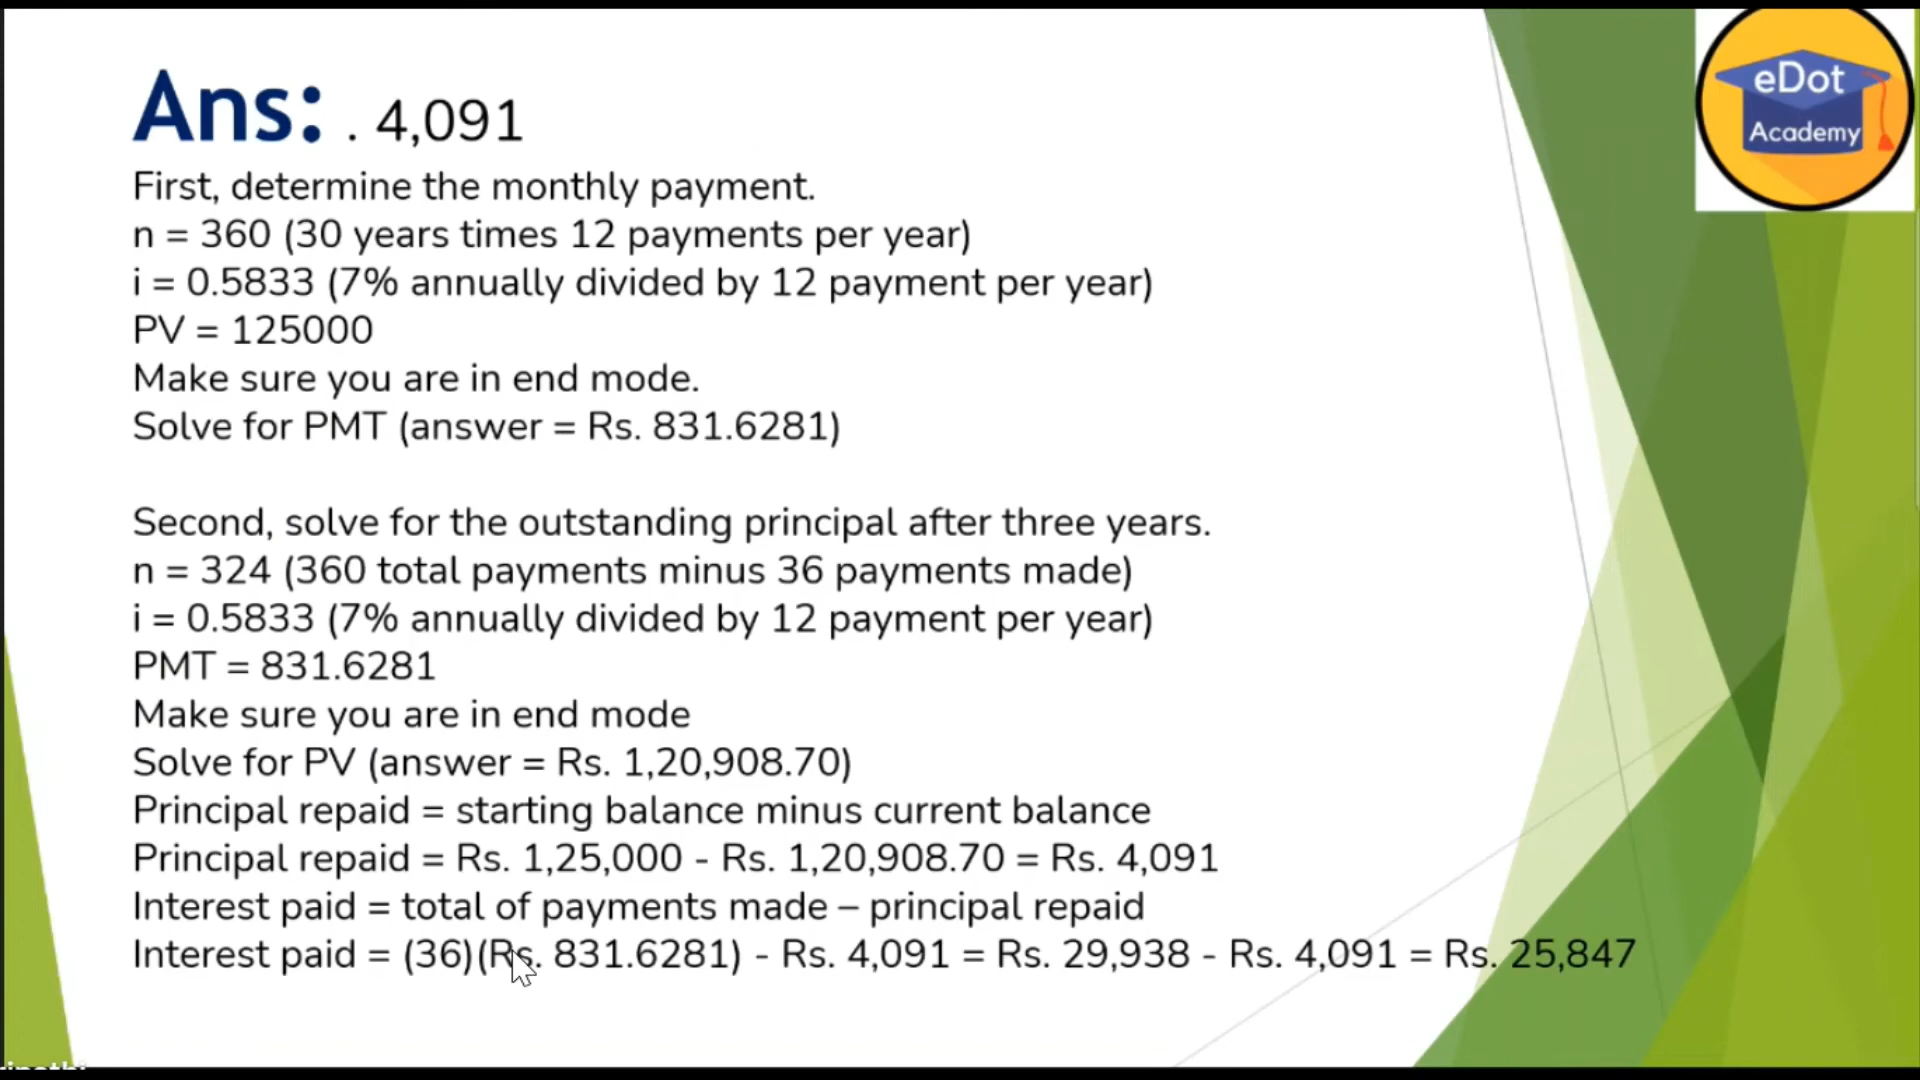 eDot
Academy
Ans: . 4,091
First, determine the monthly payment.
n = 360 (30 years times 12 payments per year)
i = 0.5833 (7% annually divided by 12 payment per year)
PV = 125000
Make sure you are in end mode.
Solve for PMT (answer = Rs. 831.6281)
Second, solve for the outstanding principal after three years.
n = 324 (360 total payments minus 36 payments made)
i = 0.5833 (7% annually divided by 12 payment per year)
PMT = 831.6281
Make sure you are in end mode
Solve for PV (answer = Rs. 1,20,908.70)
Principal repaid = starting balance minus current balance
Principal repaid = Rs. 1,25,000 - Rs. 1,20,908.70 = Rs. 4,091
Interest paid = total of payments made – principal repaid
Interest paid = (36)(Rs. 831.6281) - Rs. 4,091 = Rs. 29,938 - Rs. 4,091 = Rs. 25,847